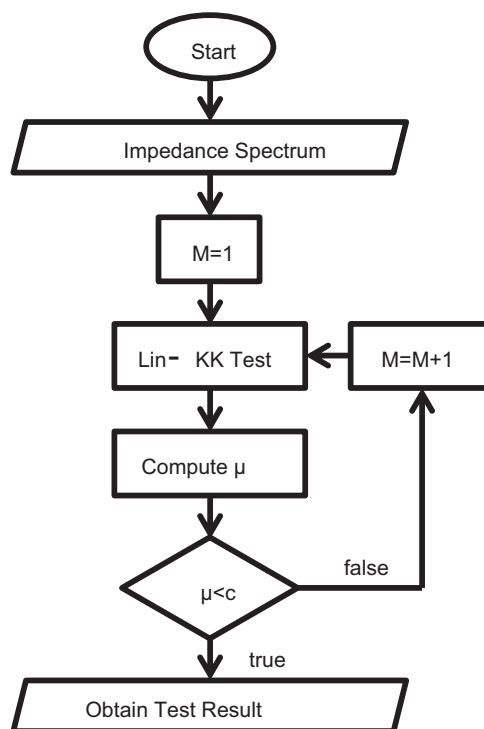 Start
Impedance Spectrum
M=1
Lin- KK Test
M=M+1
Compute µ
µ<c
false
true
Obtain Test Result